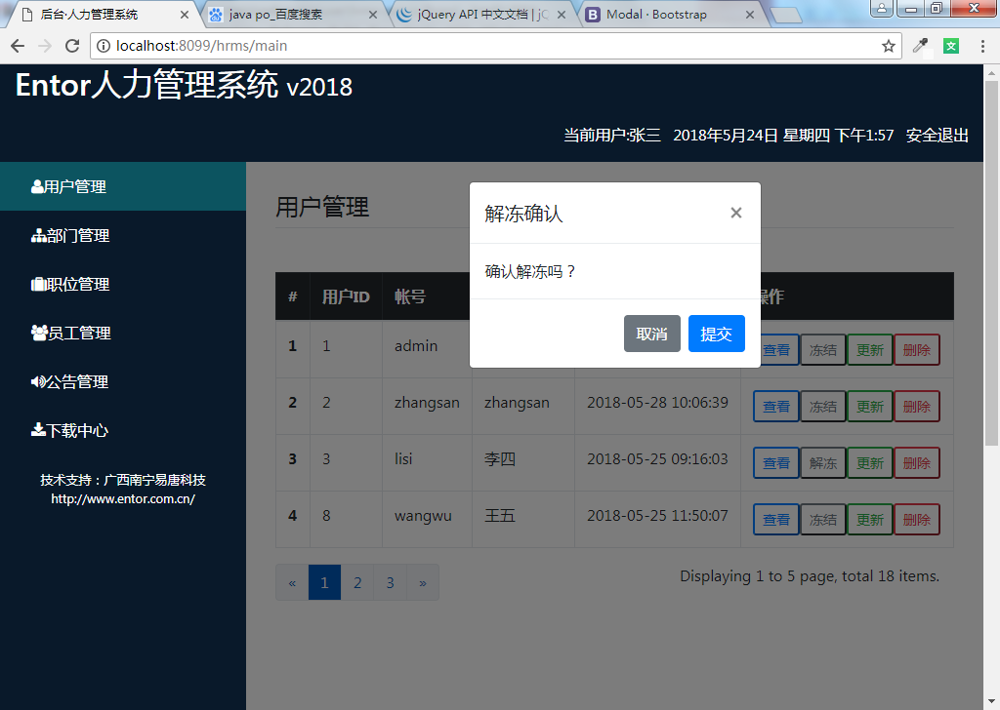 后台·人力管理系统
java po_百度搜索
jQuery API 中文文档 | jQ
Modal · Bootstrap
localhost:8099/hrms/main
Entor人力管理系统 v2018
当前用户:张三 2018年5月24日 星期四 下午1:57 安全退出
用户管理
部门管理
职位管理
员工管理
公告管理
下载中心
技术支持：广西南宁易唐科技
http://www.entor.com.cn/
用户管理
解冻确认 ×
确认解冻吗？
取消 提交
# 用户ID 帐号 操作
1 1 admin 查看 冻结 更新 删除
2 2 zhangsan zhangsan 2018-05-28 10:06:39 查看 冻结 更新 删除
3 3 lisi 李四 2018-05-25 09:16:03 查看 解冻 更新 删除
4 8 wangwu 王五 2018-05-25 11:50:07 查看 冻结 更新 删除
« 1 2 3 »
Displaying 1 to 5 page, total 18 items.